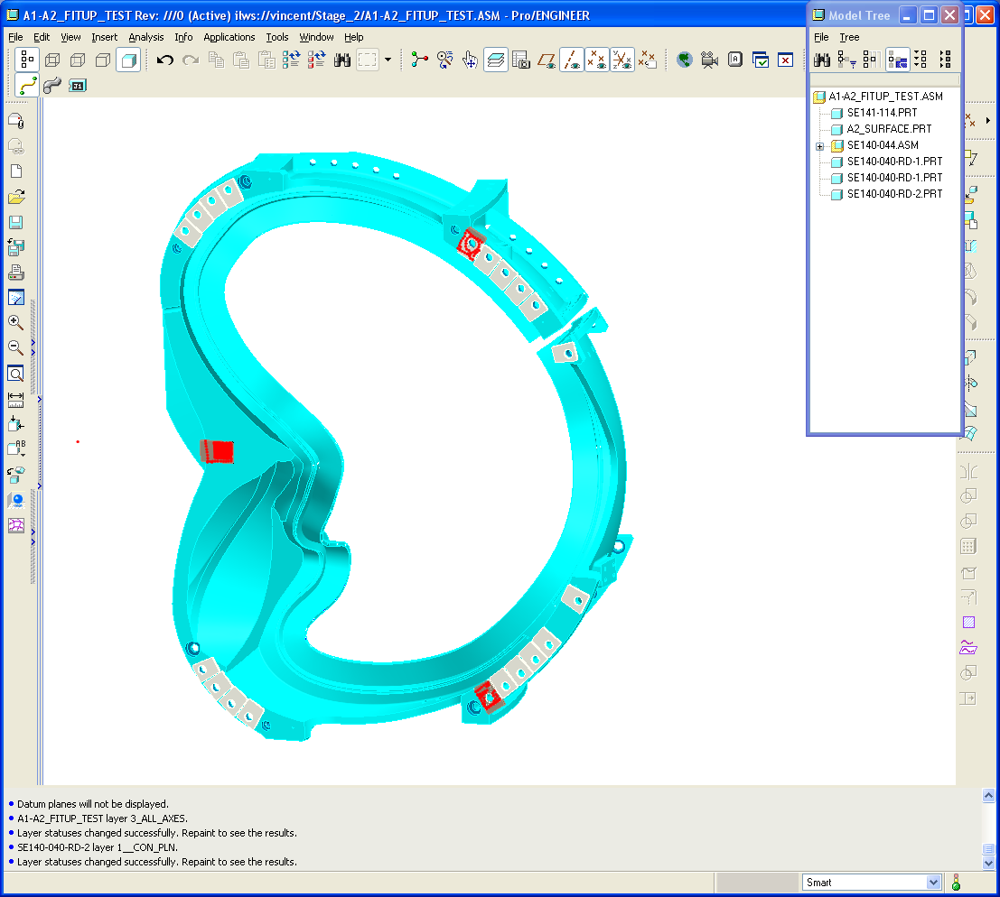 A1-A2_FITUP_TEST Rev: ///0 (Active) ilws://vincent/Stage_2/A1-A2_FITUP_TEST.ASM - Pro/ENGINEER
File Edit View Insert Analysis Info Applications Tools Window Help
Model Tree
File Tree
A1-A2_FITUP_TEST.ASM
SE141-114.PRT
A2_SURFACE.PRT
SE140-044.ASM
SE140-040-RD-1.PRT
SE140-040-RD-1.PRT
SE140-040-RD-2.PRT
AB
Datum planes will not be displayed.
A1-A2_FITUP_TEST layer 3_ALL_AXES.
Layer statuses changed successfully. Repaint to see the results.
SE140-040-RD-2 layer 1__CON_PLN.
Layer statuses changed successfully. Repaint to see the results.
Smart